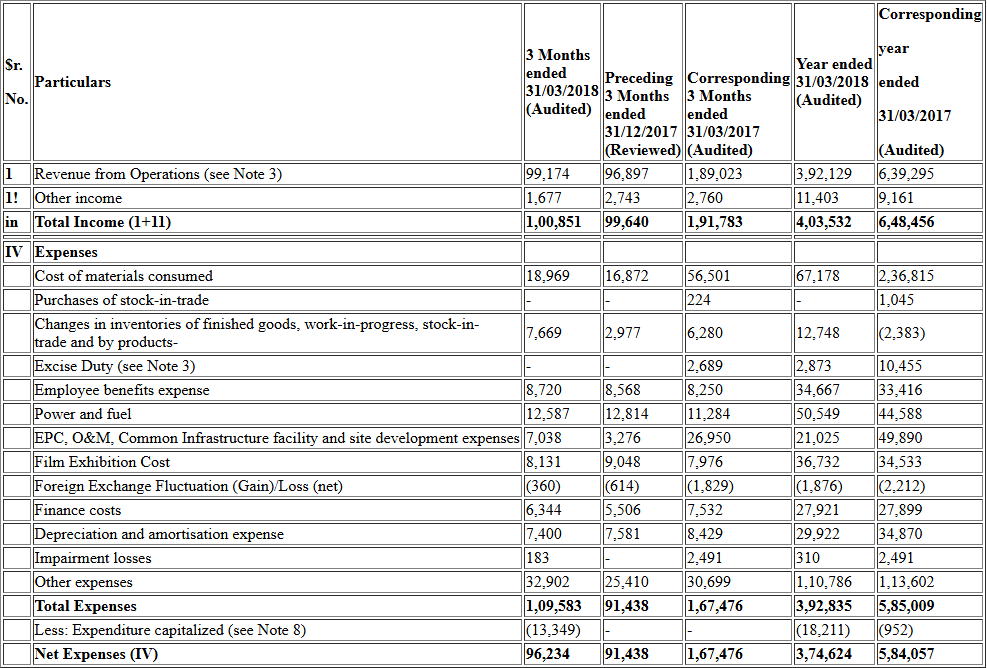 $r. No. Particulars 3 Months ended 31/03/2018 (Audited) Preceding 3 Months ended 31/12/2017 (Reviewed) Corresponding 3 Months ended 31/03/2017 (Audited) Year ended 31/03/2018 (Audited) Corresponding year ended 31/03/2017 (Audited)
1 Revenue from Operations (see Note 3) 99,174 96,897 1,89,023 3,92,129 6,39,295
1! Other income 1,677 2,743 2,760 11,403 9,161
in Total Income (1+11) 1,00,851 99,640 1,91,783 4,03,532 6,48,456
IV Expenses
Cost of materials consumed 18,969 16,872 56,501 67,178 2,36,815
Purchases of stock-in-trade - - 224 - 1,045
Changes in inventories of finished goods, work-in-progress, stock-in-
trade and by products- 7,669 2,977 6,280 12,748 (2,383)
Excise Duty (see Note 3) - - 2,689 2,873 10,455
Employee benefits expense 8,720 8,568 8,250 34,667 33,416
Power and fuel 12,587 12,814 11,284 50,549 44,588
EPC, O&M, Common Infrastructure facility and site development expenses 7,038 3,276 26,950 21,025 49,890
Film Exhibition Cost 8,131 9,048 7,976 36,732 34,533
Foreign Exchange Fluctuation (Gain)/Loss (net) (360) (614) (1,829) (1,876) (2,212)
Finance costs 6,344 5,506 7,532 27,921 27,899
Depreciation and amortisation expense 7,400 7,581 8,429 29,922 34,870
Impairment losses 183 - 2,491 310 2,491
Other expenses 32,902 25,410 30,699 1,10,786 1,13,602
Total Expenses 1,09,583 91,438 1,67,476 3,92,835 5,85,009
Less: Expenditure capitalized (see Note 8) (13,349) - - (18,211) (952)
Net Expenses (IV) 96,234 91,438 1,67,476 3,74,624 5,84,057